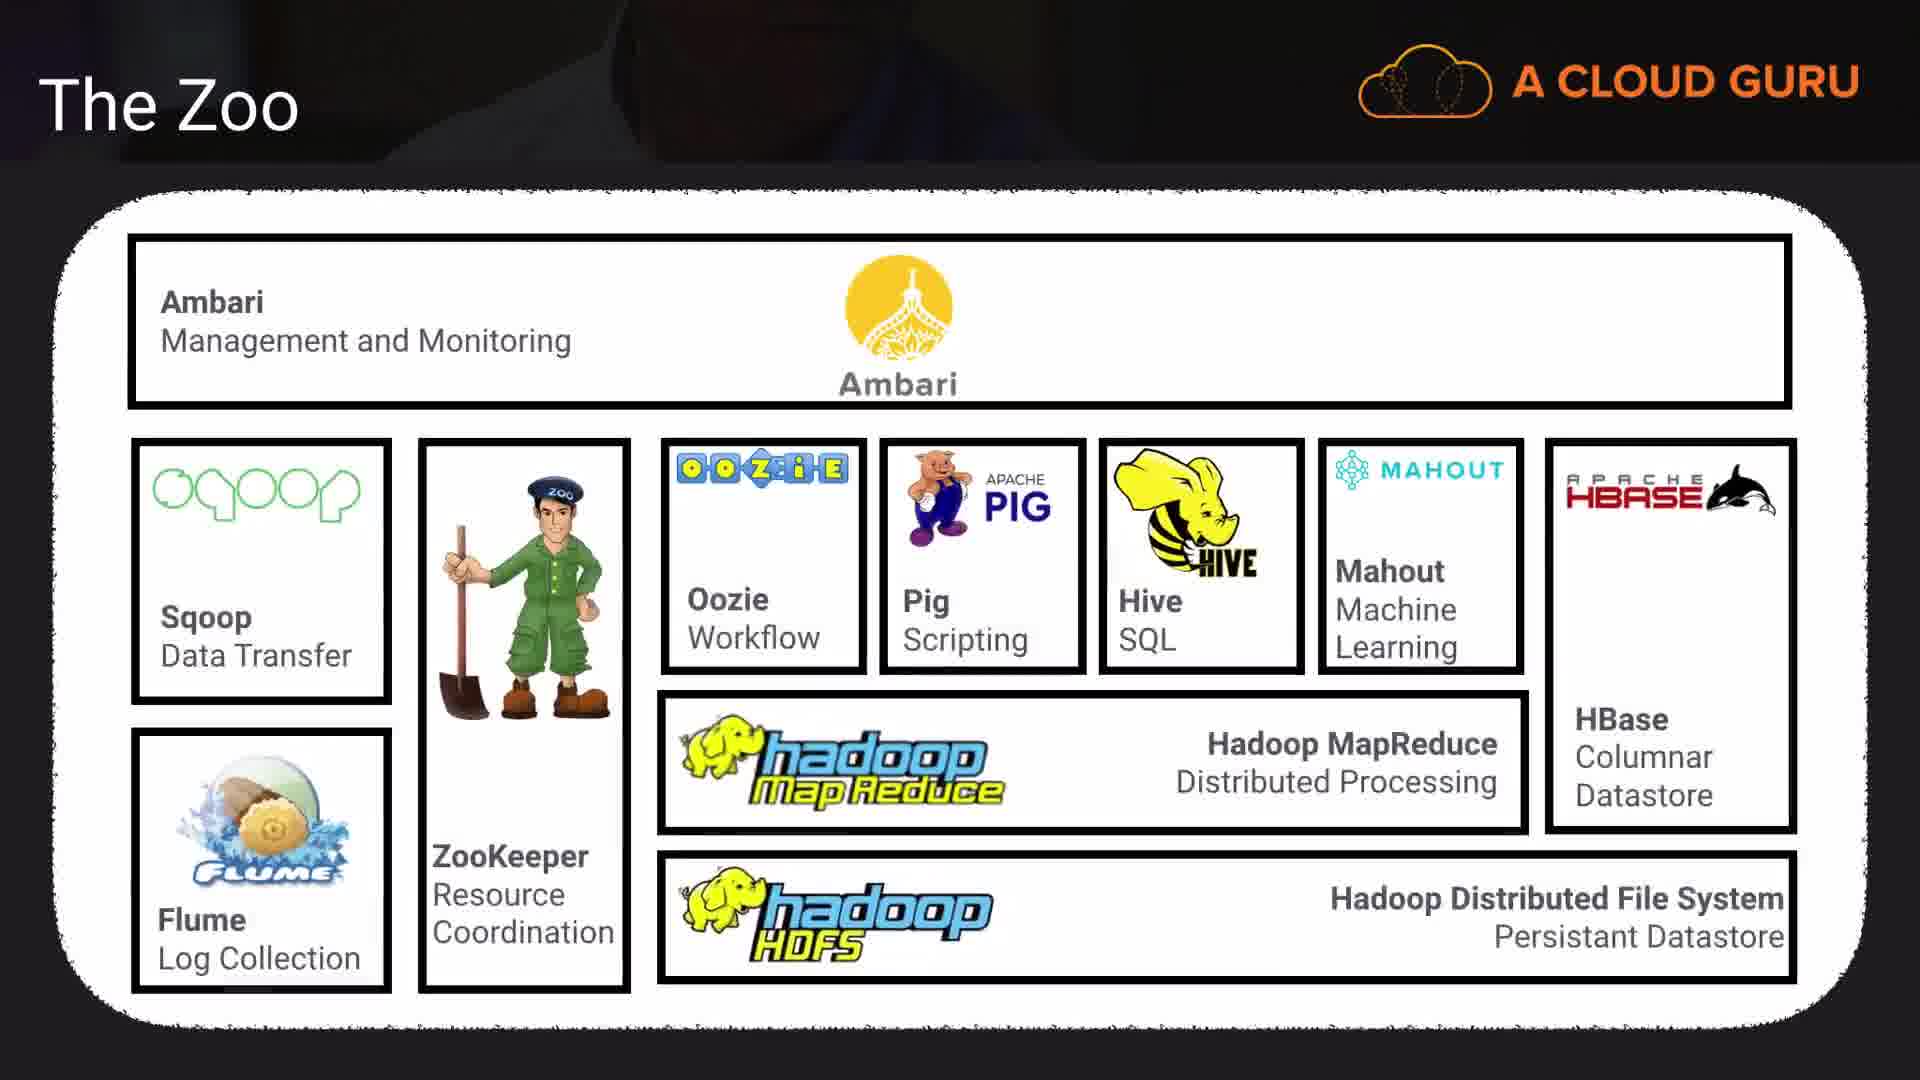 The Zoo
A CLOUD GURU
Ambari
Management and Monitoring
Ambari
sqoop
Sqoop
Data Transfer
FLUME
Flume
Log Collection
ZOO
ZooKeeper
Resource
Coordination
OOZIE
Oozie
Workflow
APACHE
PIG
Pig
Scripting
HIVE
Hive
SQL
MAHOUT
Mahout
Machine
Learning
APACHE
HBASE
HBase
Columnar
Datastore
hadoop
Map Reduce
Hadoop MapReduce
Distributed Processing
hadoop
HDFS
Hadoop Distributed File System
Persistant Datastore